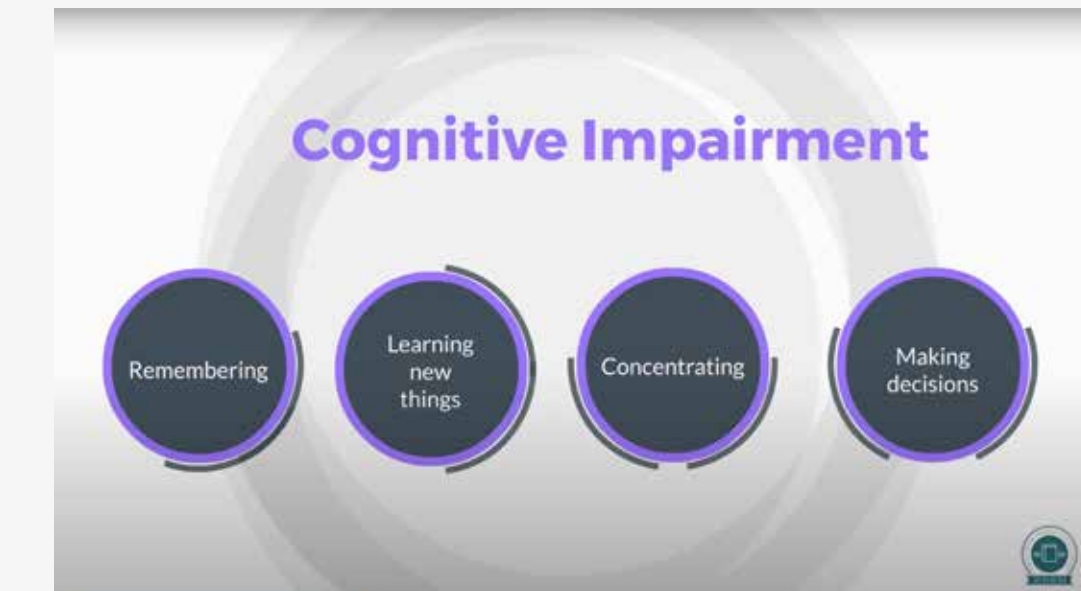 Cognitive Impairment
Remembering
Learning
new
things
Concentrating
Making
decisions